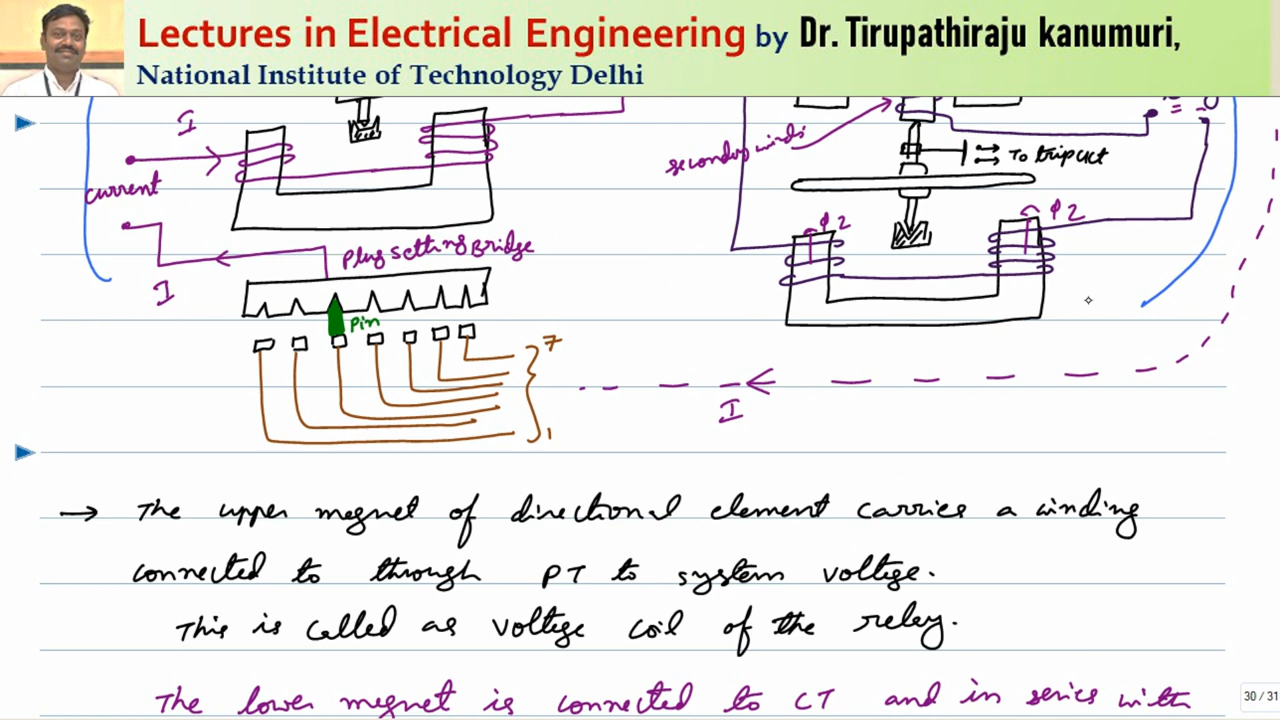 Lectures in Electrical Engineering by Dr. Tirupathiraju kanumuri,
National Institute of Technology Delhi
I
current
I
plug setting Bridge
Pin
7
1
secondary
To trip cct
φ2
φ2
I
→ The upper magnet of directional element carries a winding
connected to through PT to system voltage.
This is called as voltage coil of the relay.
The lower magnet is connected to CT and in series with
30 / 31